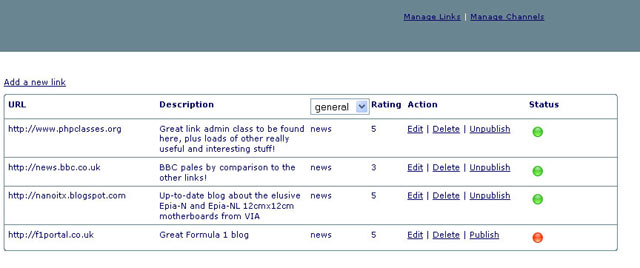 Manage Links | Manage Channels
Add a new link
URL Description general Rating Action Status
http://www.phpclasses.org Great link admin class to be found news 5 Edit | Delete | Unpublish
here, plus loads of other really
useful and interesting stuff!
http://news.bbc.co.uk BBC pales by comparison to the news 3 Edit | Delete | Unpublish
other links!
http://nanoitx.blogspot.com Up-to-date blog about the elusive news 5 Edit | Delete | Unpublish
Epia-N and Epia-NL 12cmx12cm
motherboards from VIA
http://f1portal.co.uk Great Formula 1 blog news 5 Edit | Delete | Publish